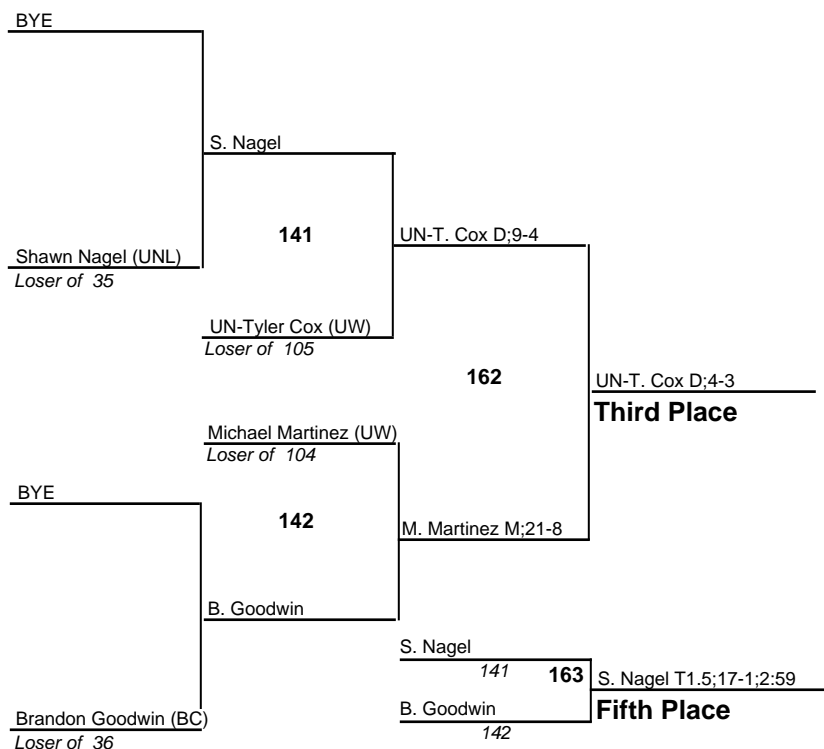 BYE
S. Nagel
141
UN-T. Cox D;9-4
Shawn Nagel (UNL)
Loser of 35
UN-Tyler Cox (UW)
Loser of 105
162
UN-T. Cox D;4-3
Third Place
Michael Martinez (UW)
Loser of 104
BYE
142
M. Martinez M;21-8
B. Goodwin
S. Nagel
141
163
S. Nagel T1.5;17-1;2:59
Brandon Goodwin (BC)
Loser of 36
B. Goodwin
142
Fifth Place